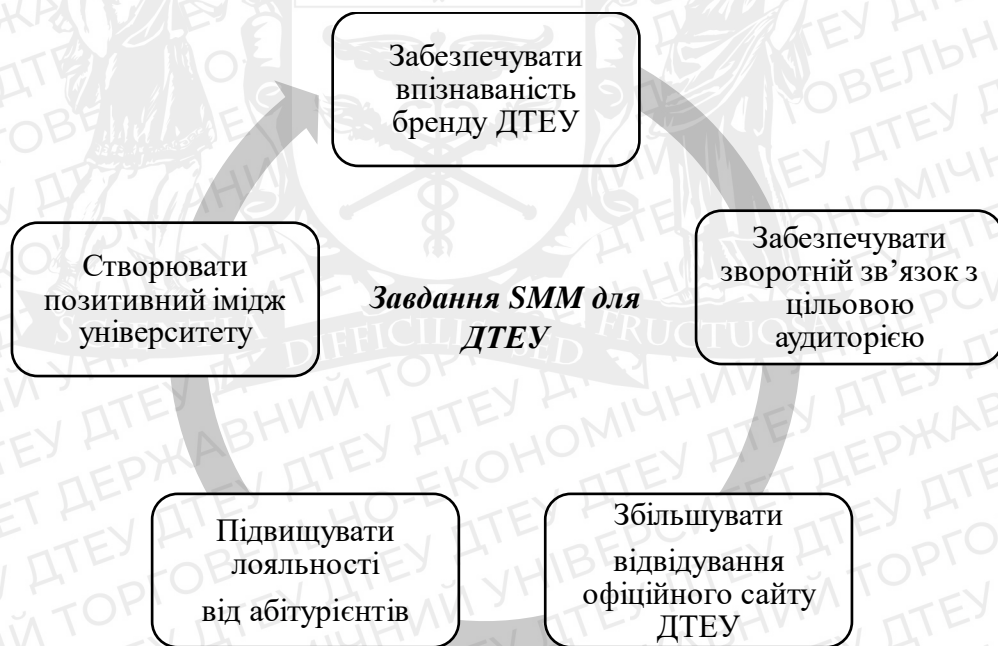 Забезпечувати
впізнаваність
бренду ДТЕУ
Забезпечувати
зворотній зв’язок з
цільовою
аудиторією
Створювати
позитивний імідж
університету
Завдання SMM для
ДТЕУ
Підвищувати
лояльності
від абітурієнтів
Збільшувати
відвідування
офіційного сайту
ДТЕУ